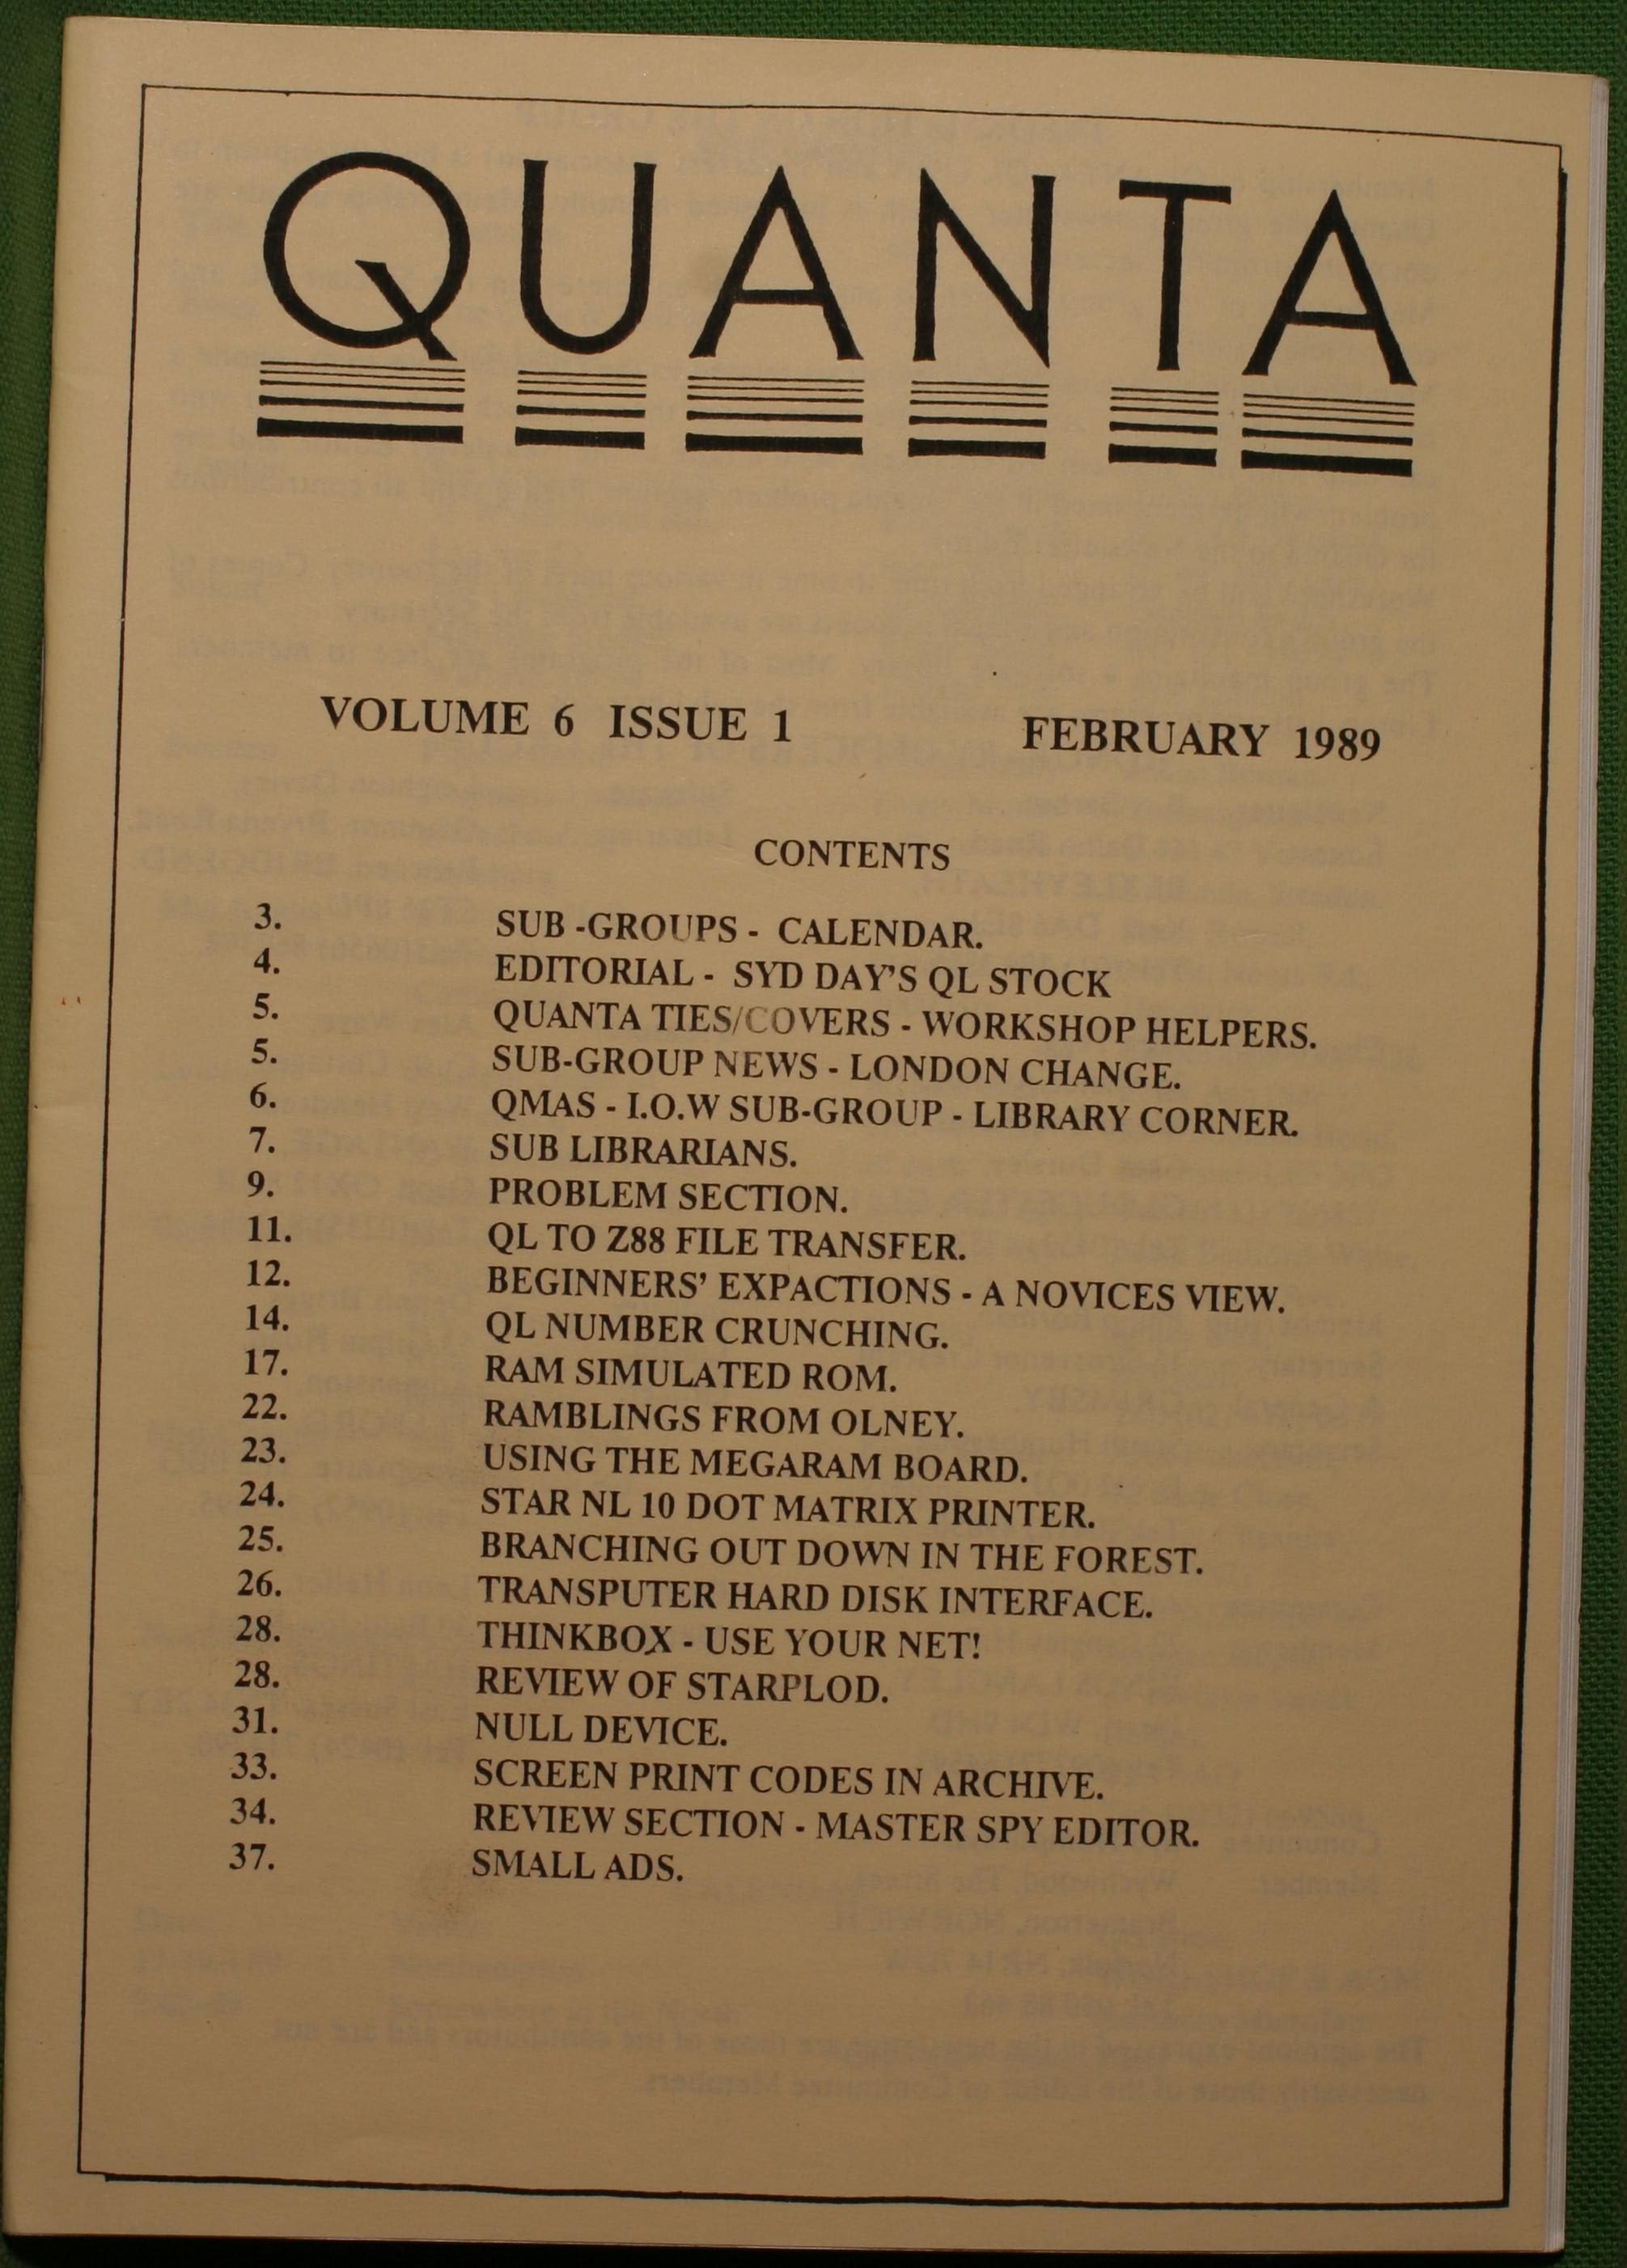 QUANTA
VOLUME 6 ISSUE 1 FEBRUARY 1989
CONTENTS
3. SUB -GROUPS - CALENDAR.
4. EDITORIAL - SYD DAY'S QL STOCK
5. QUANTA TIES/COVERS - WORKSHOP HELPERS.
5. SUB-GROUP NEWS - LONDON CHANGE.
6. QMAS - I.O.W SUB-GROUP - LIBRARY CORNER.
7. SUB LIBRARIANS.
9. PROBLEM SECTION.
11. QL TO Z88 FILE TRANSFER.
12. BEGINNERS' EXPACTIONS - A NOVICES VIEW.
14. QL NUMBER CRUNCHING.
17. RAM SIMULATED ROM.
22. RAMBLINGS FROM OLNEY.
23. USING THE MEGARAM BOARD.
24. STAR NL 10 DOT MATRIX PRINTER.
25. BRANCHING OUT DOWN IN THE FOREST.
26. TRANSPUTER HARD DISK INTERFACE.
28. THINKBOX - USE YOUR NET!
28. REVIEW OF STARPLOD.
31. NULL DEVICE.
33. SCREEN PRINT CODES IN ARCHIVE.
34. REVIEW SECTION - MASTER SPY EDITOR.
37. SMALL ADS.